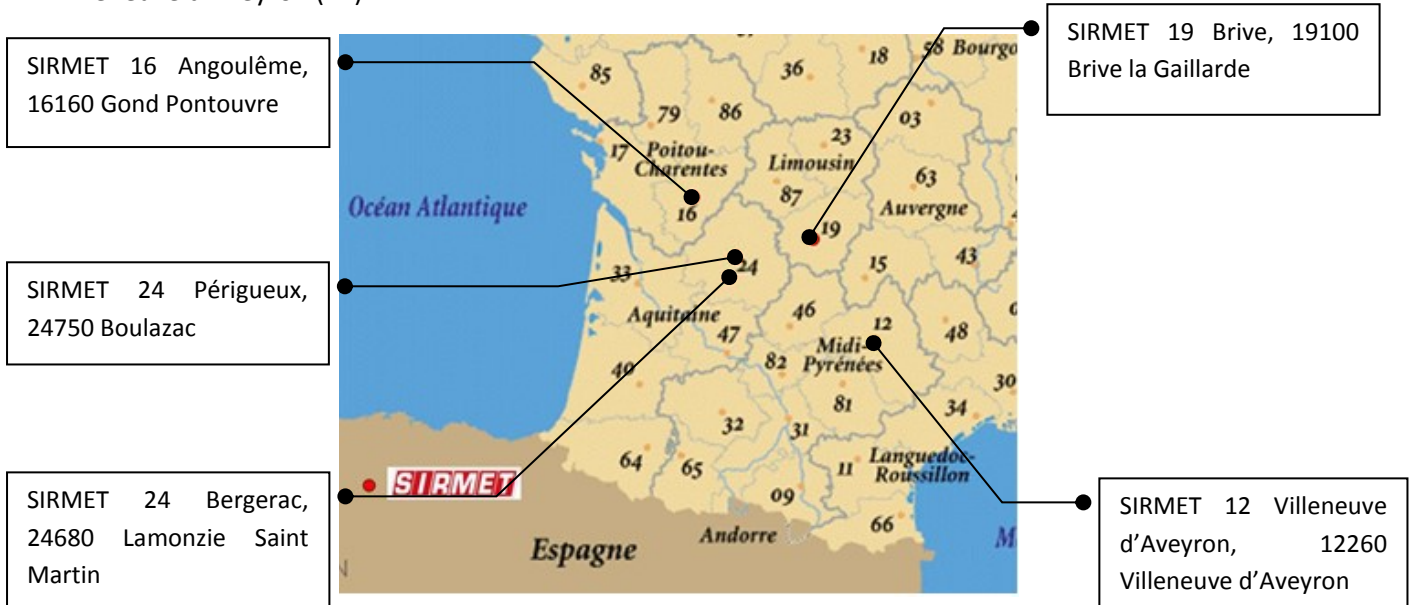 SIRMET 16 Angoulême,
16160 Gond Pontouvre
SIRMET 24 Périgueux,
24750 Boulazac
SIRMET 24 Bergerac,
24680 Lamonzie Saint
Martin
SIRMET 19 Brive, 19100
Brive la Gaillarde
SIRMET 12 Villeneuve
d’Aveyron, 12260
Villeneuve d’Aveyron
18
58 Bourgo
85
36
79
86
03
23
17
Poitou-
Charentes
Limousin
63
87
Auvergne
Océan Atlantique
16
19
33
24
15
43
Aquitaine
46
12
47
48
Midi-
Pyrénées
82
40
30
81
34
32
31
64
65
11
Languedoc-
Roussillon
SIRMET
09
66
Andorre
Espagne